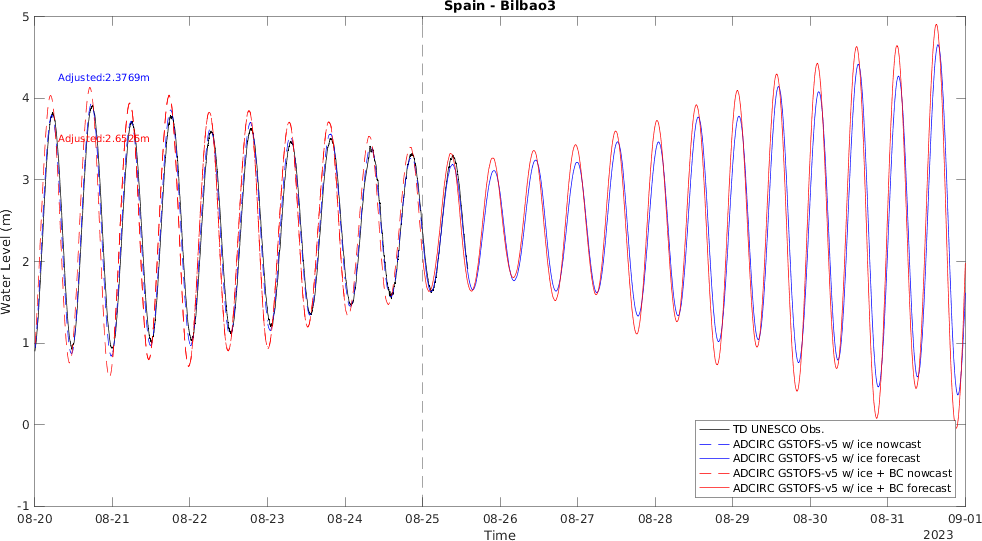 Spain - Bilbao3
Water Level (m)
5
4
3
2
1
0
-1
Adjusted:2.3769m
Adjusted:2.6526m
TD UNESCO Obs.
ADCIRC GSTOFS-v5 w/ ice nowcast
ADCIRC GSTOFS-v5 w/ ice forecast
ADCIRC GSTOFS-v5 w/ ice + BC nowcast
ADCIRC GSTOFS-v5 w/ ice + BC forecast
08-20 08-21 08-22 08-23 08-24 08-25 08-26 08-27 08-28 08-29 08-30 08-31 09-01
Time
2023